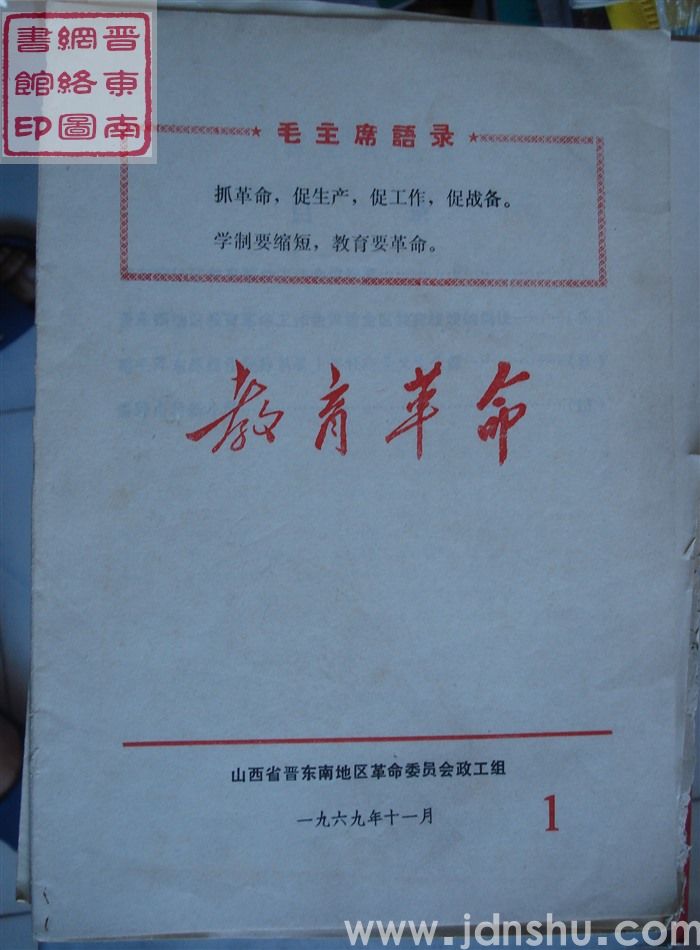 晋东南
網絡圖
書館印
毛主席語录
抓革命，促生产，促工作，促战备。
学制要缩短，教育要革命。
教育革命
山西省晋东南地区革命委员会政工组
一九六九年十一月
1
www.jdnshu.com